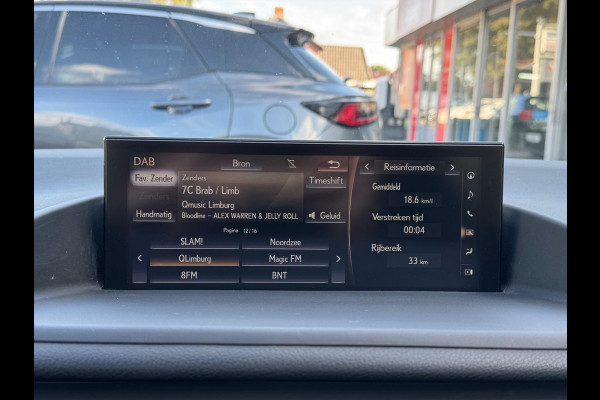 DAB
Bron
Reisinformatie
Fav. Zender
Zenders
Zenders
7C Brab / Limb
Timeshift
Qmusic Limburg
Handmatig
Bloodline - ALEX WARREN & JELLY ROLL
Geluid
Pagina 12/16
SLAM!
Noordzee
QLimburg
Magic FM
8FM
BNT
Gemiddeld
18.6 km/l
Verstreken tijd
00:04
Rijbereik
33 km